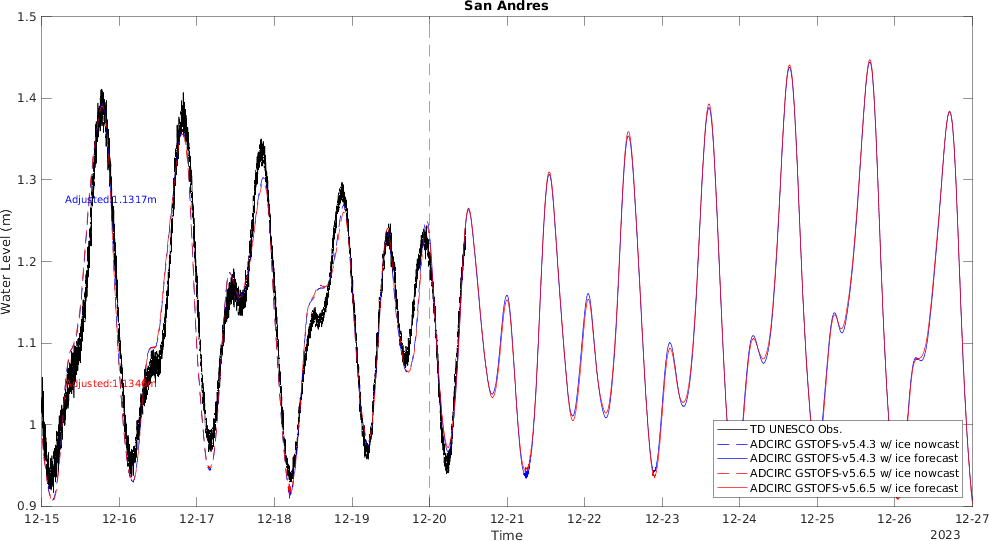 San Andres
1.5
1.4
1.3
1.2
1.1
1
0.9
Water Level (m)
Adjusted:1.1317m
Adjusted:1.1346m
TD UNESCO Obs.
ADCIRC GSTOFS-v5.4.3 w/ ice nowcast
ADCIRC GSTOFS-v5.4.3 w/ ice forecast
ADCIRC GSTOFS-v5.6.5 w/ ice nowcast
ADCIRC GSTOFS-v5.6.5 w/ ice forecast
12-15 12-16 12-17 12-18 12-19 12-20 12-21 12-22 12-23 12-24 12-25 12-26 12-27
Time
2023